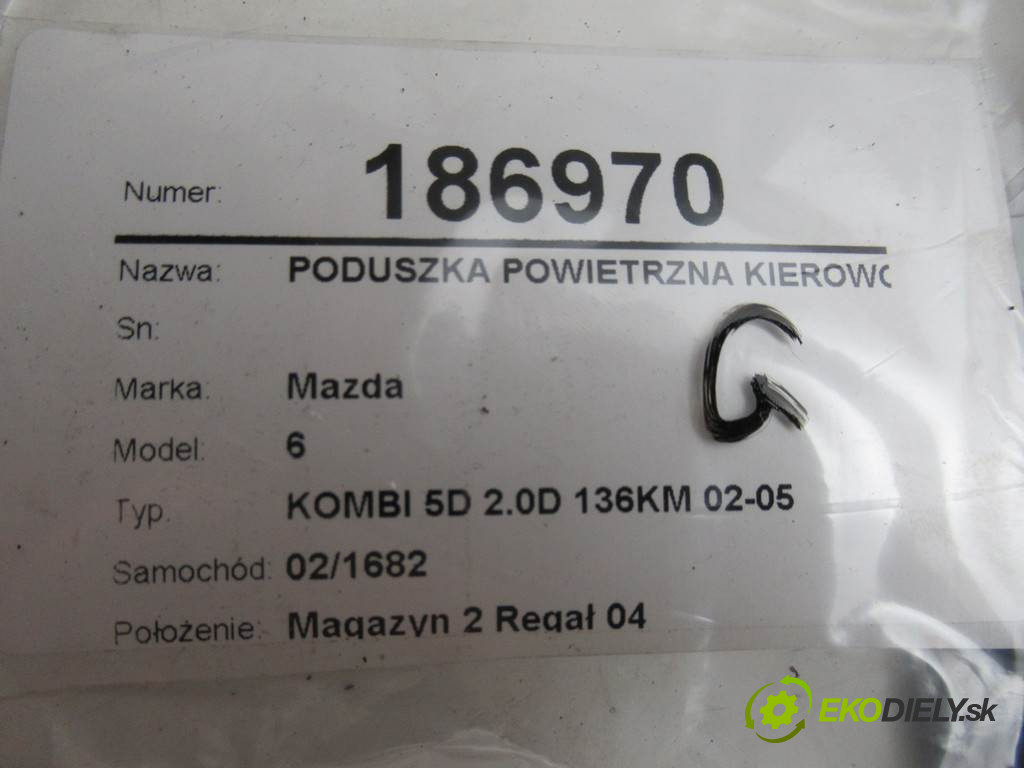 Numer: 186970
Nazwa: PODUSZKA POWIETRZNA KIEROWC
Sn:
G
Marka: Mazda
Model: 6
Typ. KOMBI 5D 2.0D 136KM 02-05
Samochód: 02/1682
Położenie: Magazyn 2 Regał 04
EKODIELY.sk